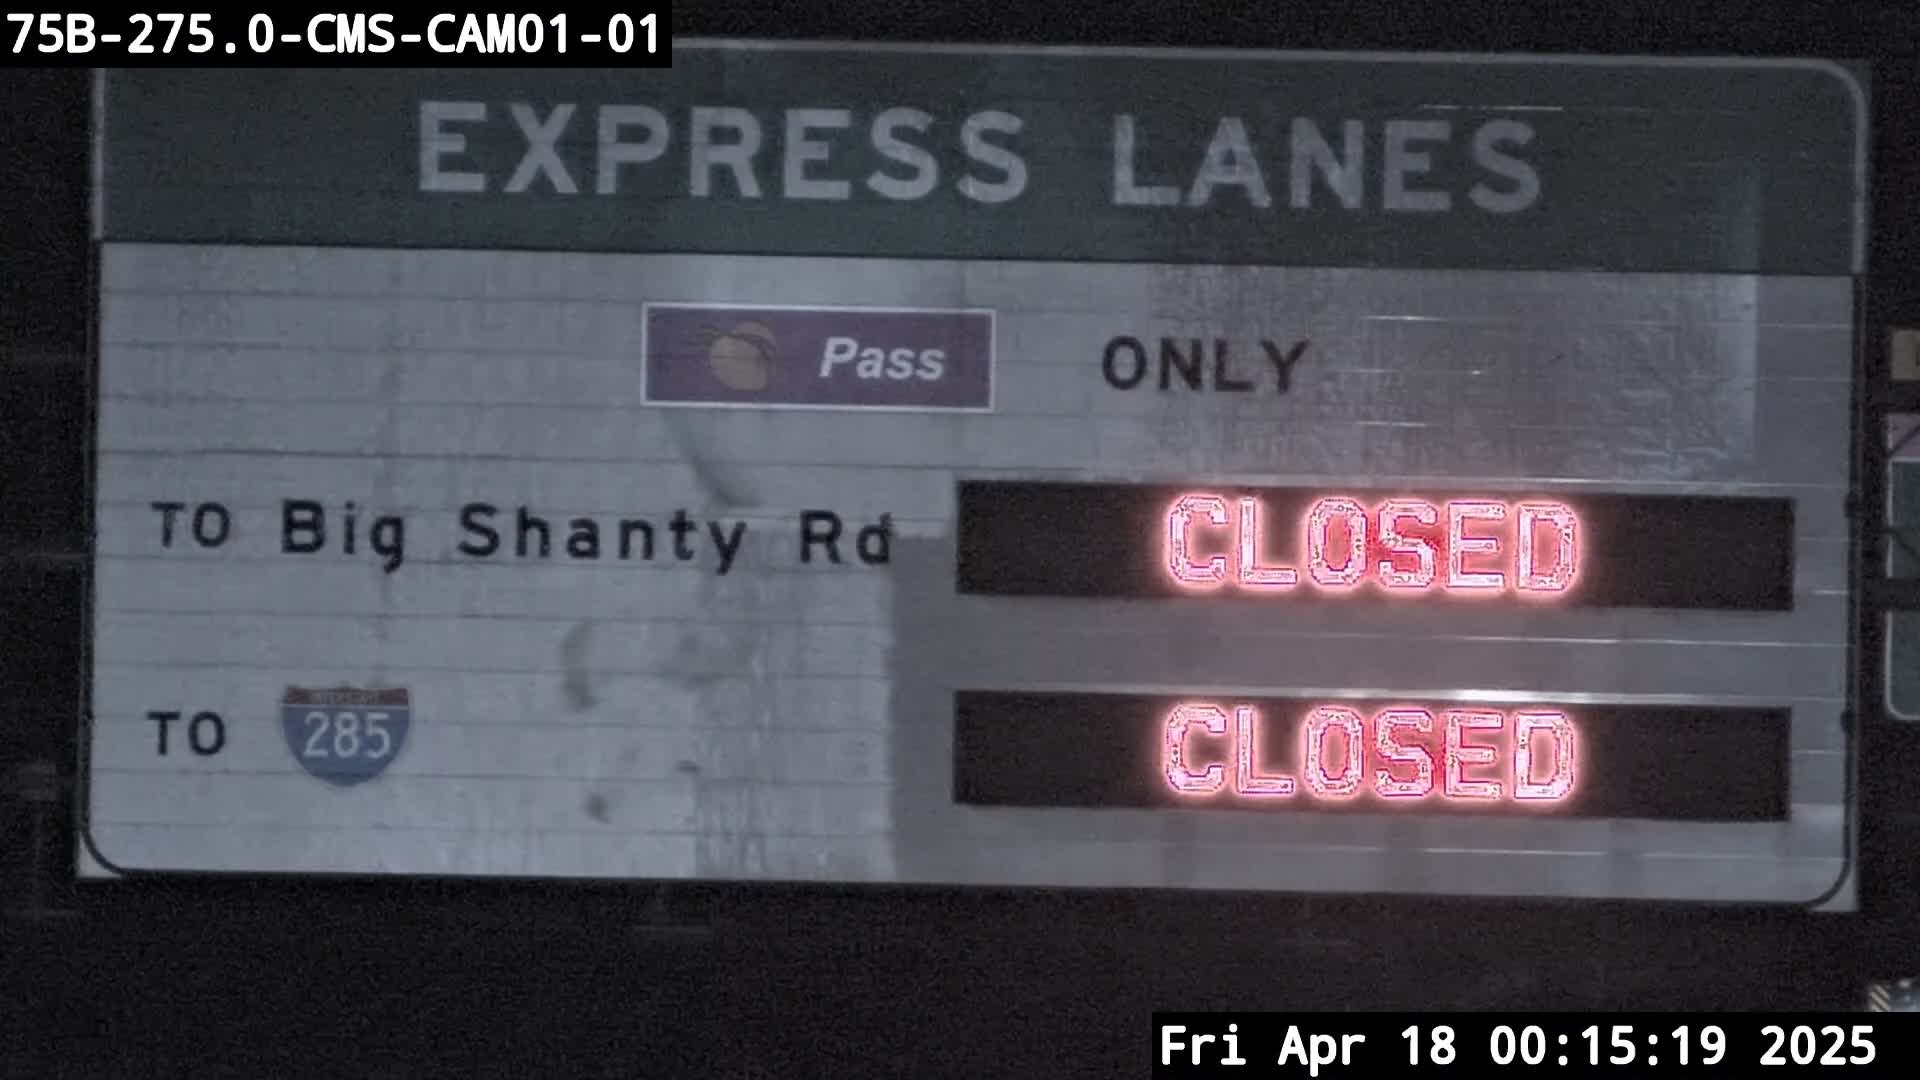 75B-275.0-CMS-CAM01-01
EXPRESS LANES
Pass ONLY
TO Big Shanty Rd CLOSED
TO 285 CLOSED
Fri Apr 18 00:15:19 2025